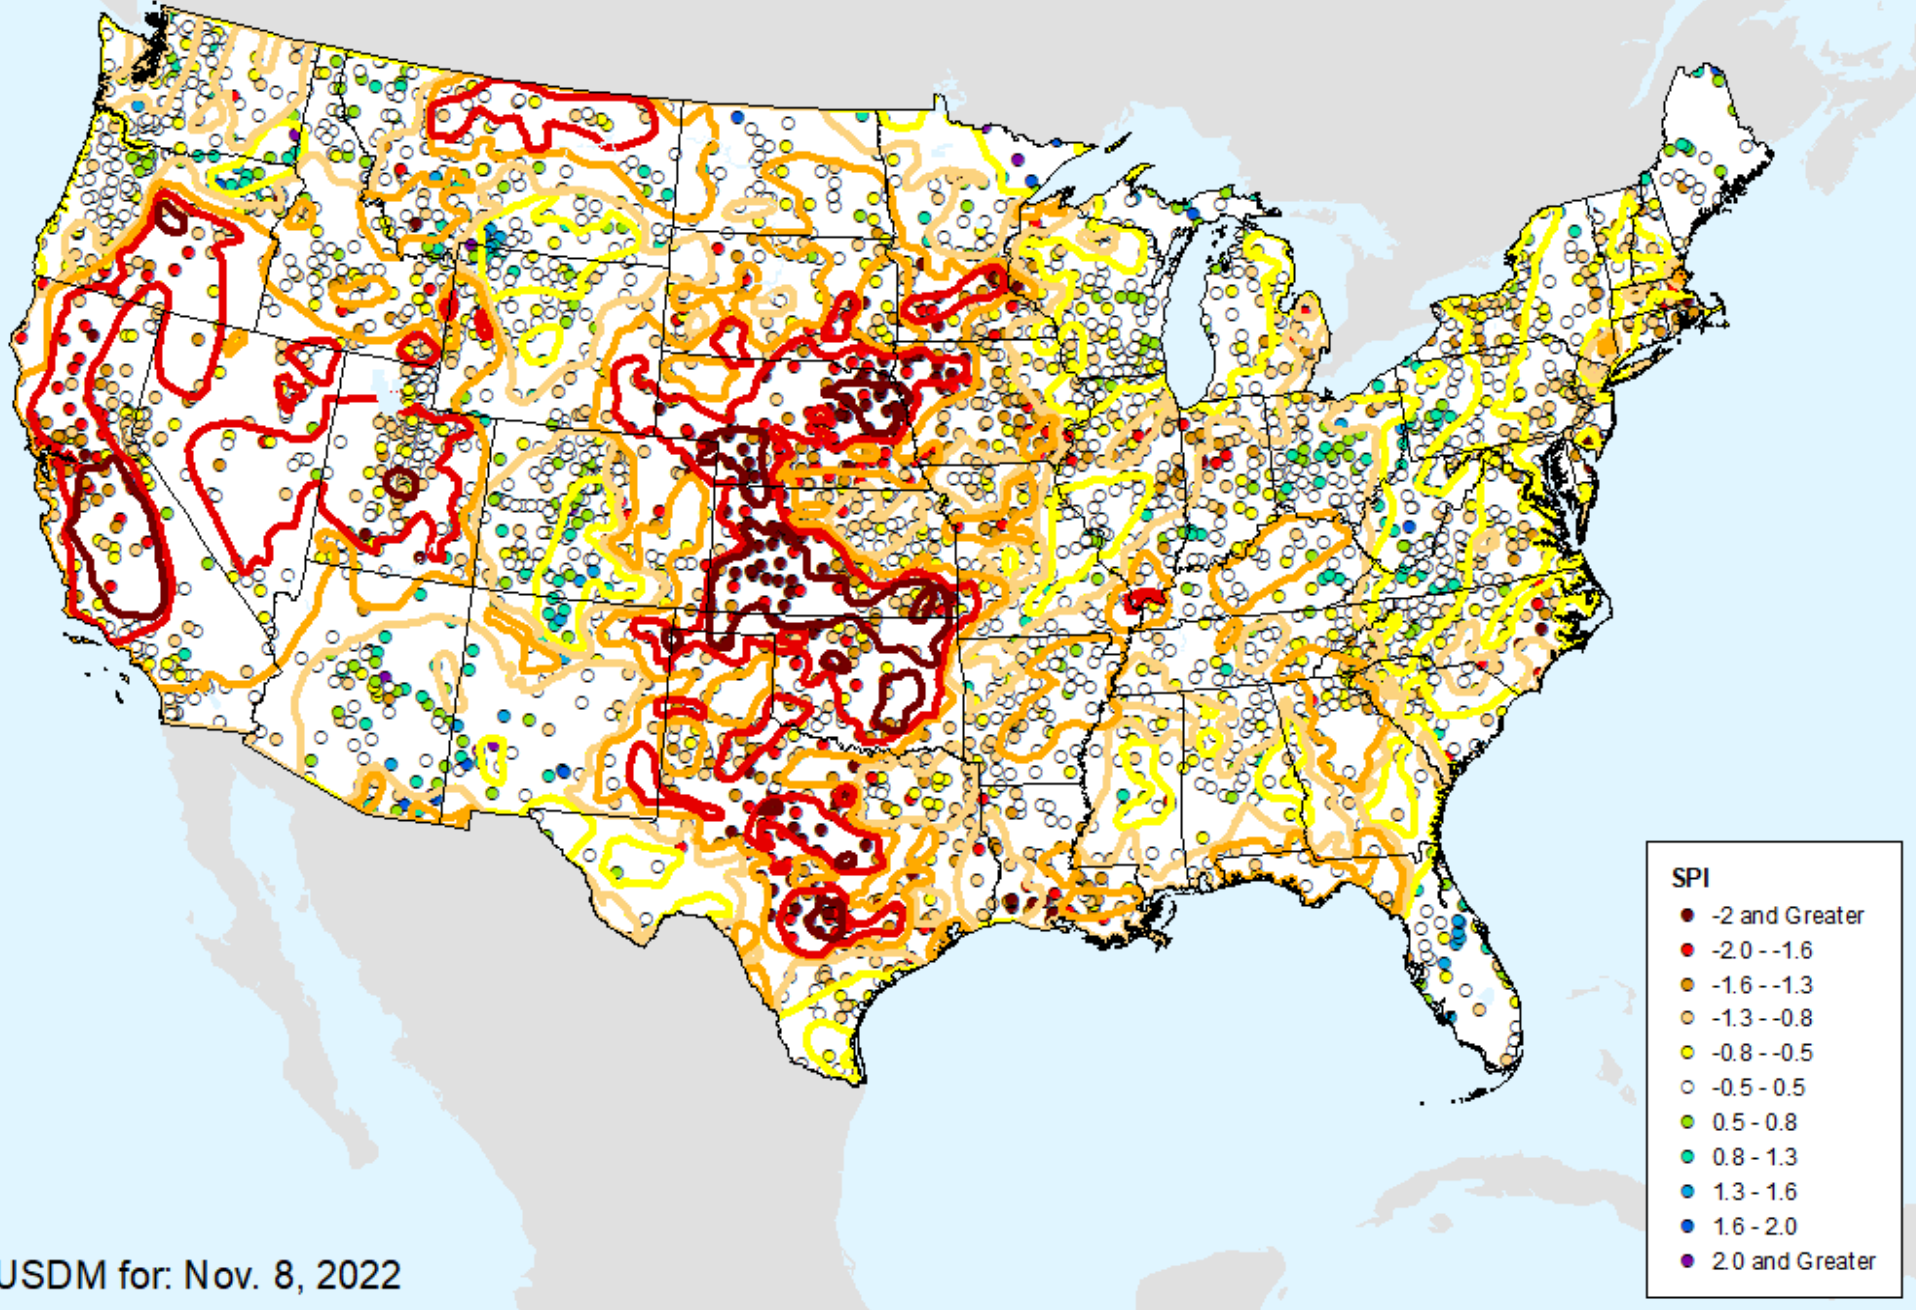 SPI
-2 and Greater
-2.0 - -1.6
-1.6 - -1.3
-1.3 - -0.8
-0.8 - -0.5
-0.5 - 0.5
0.5 - 0.8
0.8 - 1.3
1.3 - 1.6
1.6 - 2.0
2.0 and Greater
USDM for: Nov. 8, 2022